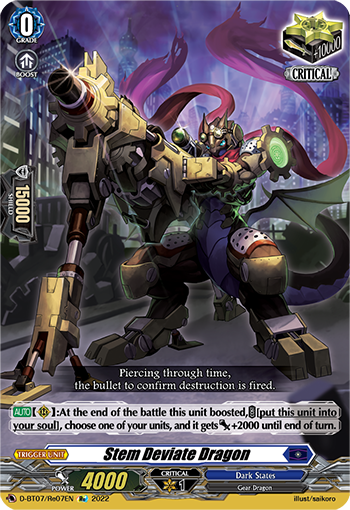 0
GRADE
BOOST
+10000
CRITICAL
15000
SHIELD
Piercing through time,
the bullet to confirm destruction is fired.
AUTO [R]:At the end of the battle this unit boosted, [put this unit into
your soul], choose one of your units, and it gets +2000 until end of turn.
TRIGGER UNIT
Stem Deviate Dragon
POWER
4000
CRITICAL
1
Dark States
Gear Dragon
D-BT07/Re07EN Re 2022
illust/saikoro